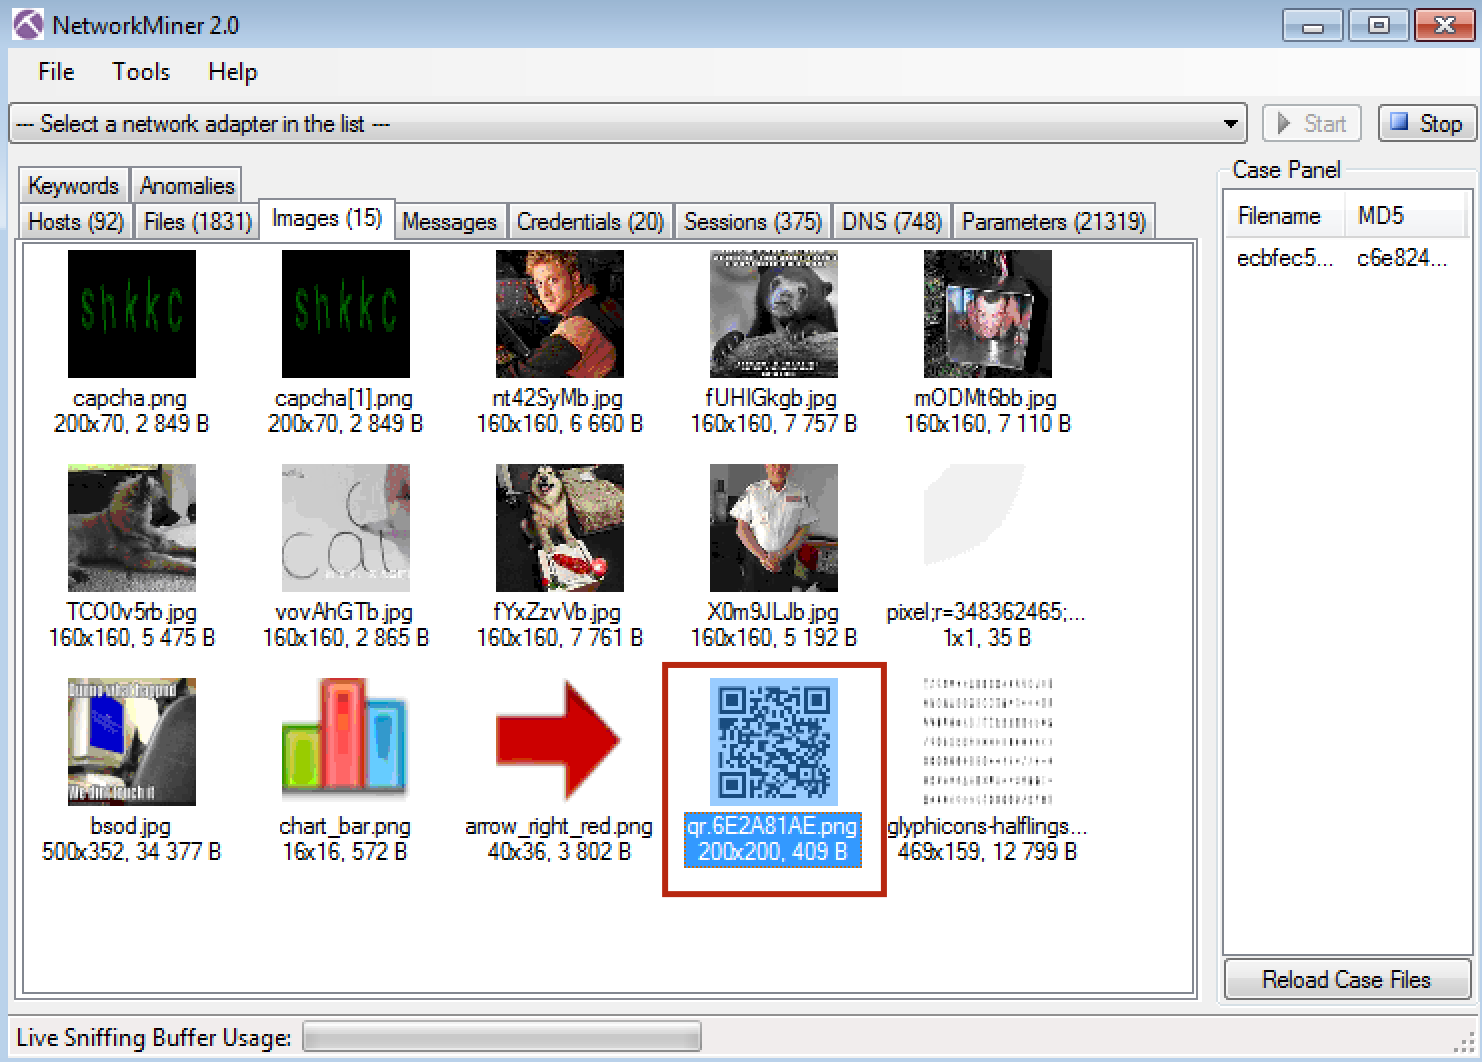 NetworkMiner 2.0
File Tools Help
--- Select a network adapter in the list ---
Start
Stop
Keywords Anomalies
Hosts (92) Files (1831) Images (15) Messages Credentials (20) Sessions (375) DNS (748) Parameters (21319)
Case Panel
Filename MD5
ecbfec5... c6e824...
shkkc shkkc
capcha.png capcha[1].png nt42SyMb.jpg fUHIGkgb.jpg mODMt6bb.jpg
200x70, 2 849 B 200x70, 2 849 B 160x160, 6 660 B 160x160, 7 757 B 160x160, 7 110 B
cat
TCO0v5rb.jpg vovAhGTb.jpg fYxZzvVb.jpg X0m9JLJb.jpg pixel;r=348362465;...
160x160, 5 475 B 160x160, 2 865 B 160x160, 7 761 B 160x160, 5 192 B 1x1, 35 B
We didn't touch it
bsod.jpg chart_bar.png arrow_right_red.png qr.6E2A81AE.png glyphicons-halflings...
500x352, 34 377 B 16x16, 572 B 40x36, 3 802 B 200x200, 409 B 469x159, 12 799 B
Reload Case Files
Live Sniffing Buffer Usage: